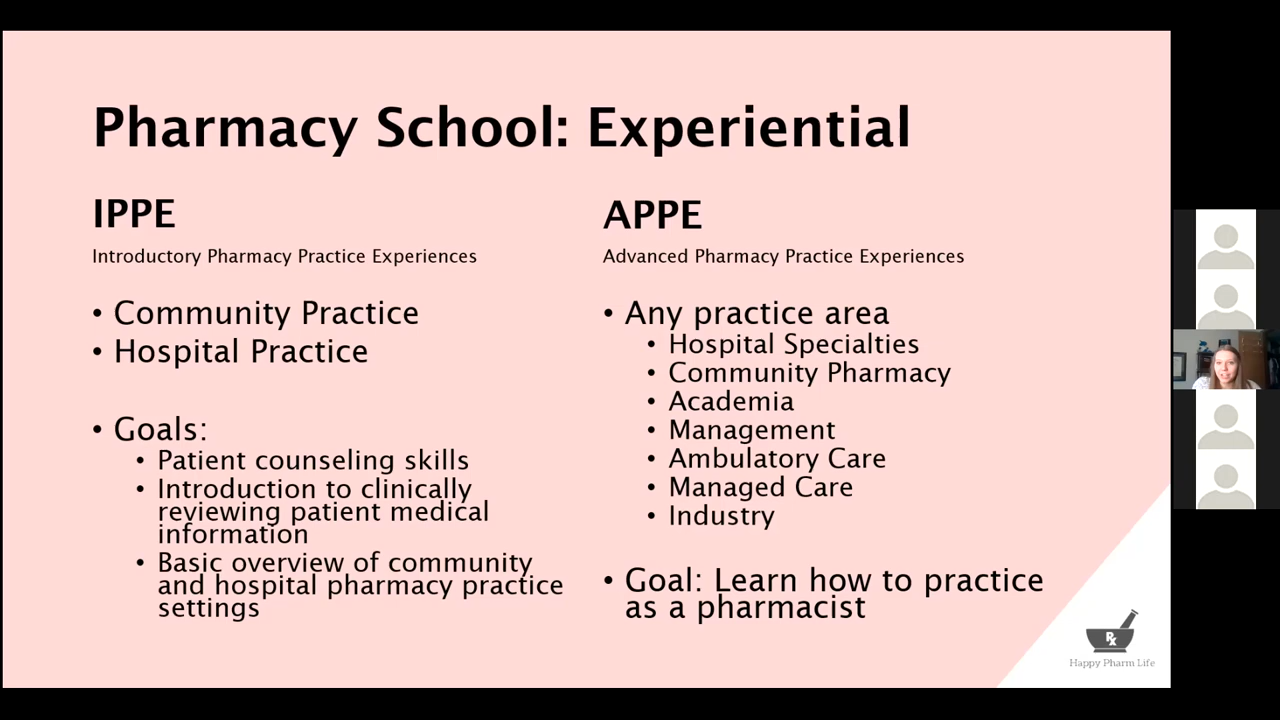 Pharmacy School: Experiential
IPPE
Introductory Pharmacy Practice Experiences
• Community Practice
• Hospital Practice
• Goals:
• Patient counseling skills
• Introduction to clinically
reviewing patient medical
information
• Basic overview of community
and hospital pharmacy practice
settings
APPE
Advanced Pharmacy Practice Experiences
• Any practice area
• Hospital Specialties
• Community Pharmacy
• Academia
• Management
• Ambulatory Care
• Managed Care
• Industry
• Goal: Learn how to practice
as a pharmacist
Rx
Happy Pharm Life